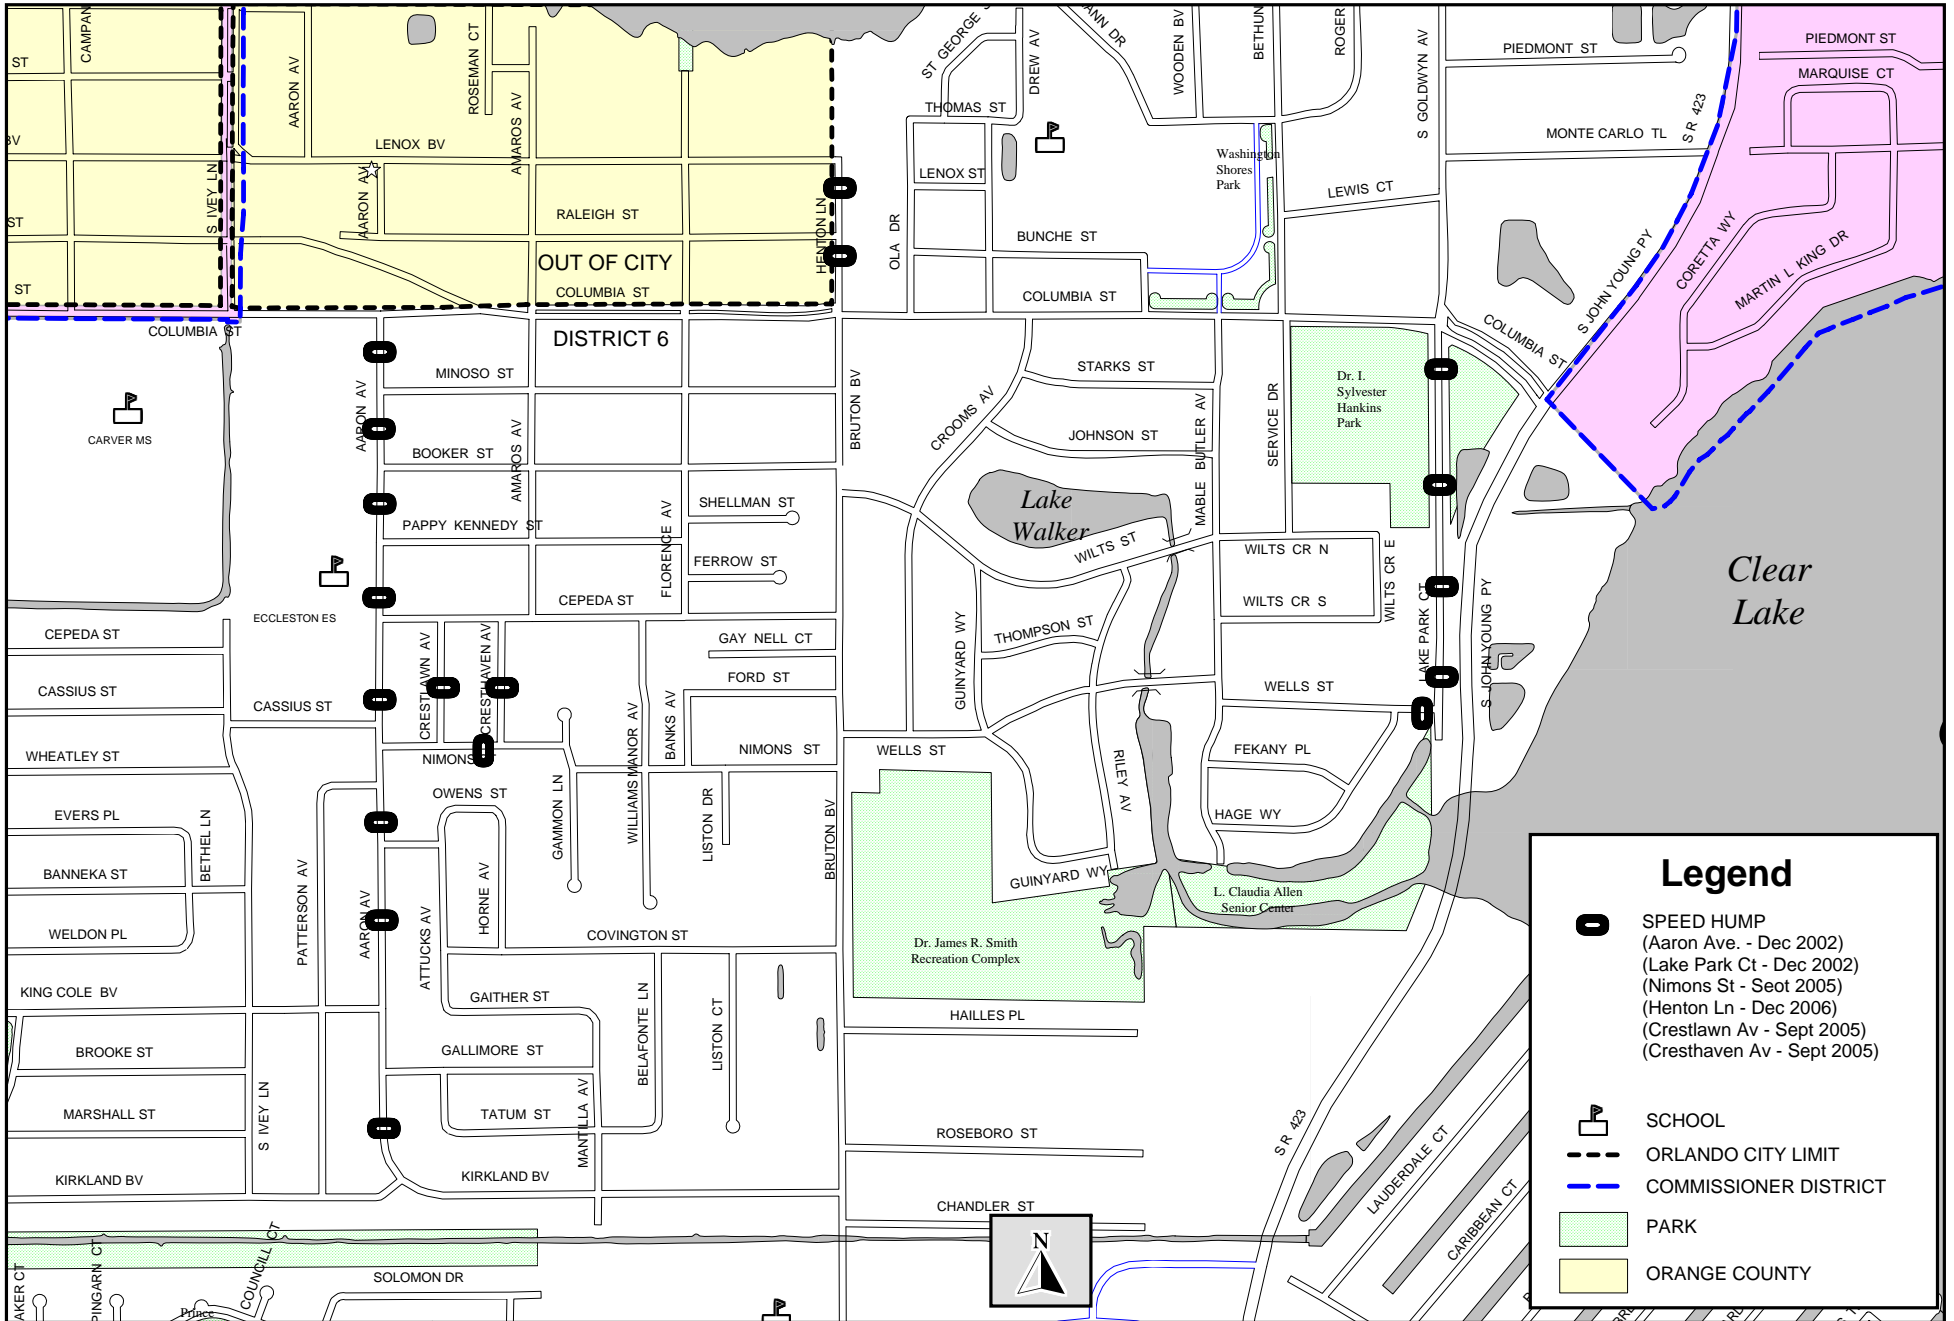 ST
CAMPAN
AARON AV
ROSEMAN CT
AMAROS AV
ST GEORGE S
DREW AV
ANN DR
WOODEN BV
BETHUN
ROGER
S GOLDWYN AV
PIEDMONT ST
PIEDMONT ST
MARQUISE CT
THOMAS ST
S R 423
MONTE CARLO TL
BV
LENOX BV
Washington
Shores
Park
LENOX ST
LEWIS CT
AARON AV
S IVEY LN
ST
RALEIGH ST
HENTON LN
OLA DR
BUNCHE ST
CORETTA WY
MARTIN L KING DR
S JOHN YOUNG PY
OUT OF CITY
ST
COLUMBIA ST
COLUMBIA ST
COLUMBIA ST
COLUMBIA ST
DISTRICT 6
MINOSO ST
STARKS ST
Dr. I.
Sylvester
Hankins
Park
AARON AV
BRUTON BV
CROOMS AV
MABLE BUTLER AV
SERVICE DR
CARVER MS
BOOKER ST
AMAROS AV
JOHNSON ST
SHELLMAN ST
Lake
Walker
PAPPY KENNEDY ST
FLORENCE AV
WILTS ST
WILTS CR N
WILTS CR E
FERROW ST
Clear
Lake
CEPEDA ST
WILTS CR S
LAKE PARK CT
S JOHN YOUNG PY
ECCLESTON ES
CEPEDA ST
CRESTLAWN AV
CRESTHAVEN AV
GAY NELL CT
GUINYARD WY
THOMPSON ST
CASSIUS ST
CASSIUS ST
FORD ST
WELLS ST
WILLIAMS MANOR AV
BANKS AV
WHEATLEY ST
NIMONS
NIMONS ST
WELLS ST
RILEY AV
FEKANY PL
OWENS ST
EVERS PL
BETHEL LN
GAMMON LN
LISTON DR
BRUTON BV
HAGE WY
BANNEKA ST
PATTERSON AV
AARON AV
ATTUCKS AV
HORNE AV
GUINYARD WY
L. Claudia Allen
Senior Center
WELDON PL
COVINGTON ST
Dr. James R. Smith
Recreation Complex
KING COLE BV
GAITHER ST
HAILLES PL
BROOKE ST
GALLIMORE ST
BELAFONTE LN
LISTON CT
MARSHALL ST
S IVEY LN
TATUM ST
MANTILLA AV
ROSEBORO ST
S R 423
LAUDERDALE CT
KIRKLAND BV
KIRKLAND BV
CHANDLER ST
CARIBBEAN CT
AKER CT
PINGARN CT
COUNCILL CT
SOLOMON DR
Prince
N
Legend
SPEED HUMP
(Aaron Ave. - Dec 2002)
(Lake Park Ct - Dec 2002)
(Nimons St - Seot 2005)
(Henton Ln - Dec 2006)
(Crestlawn Av - Sept 2005)
(Cresthaven Av - Sept 2005)
SCHOOL
ORLANDO CITY LIMIT
COMMISSIONER DISTRICT
PARK
ORANGE COUNTY